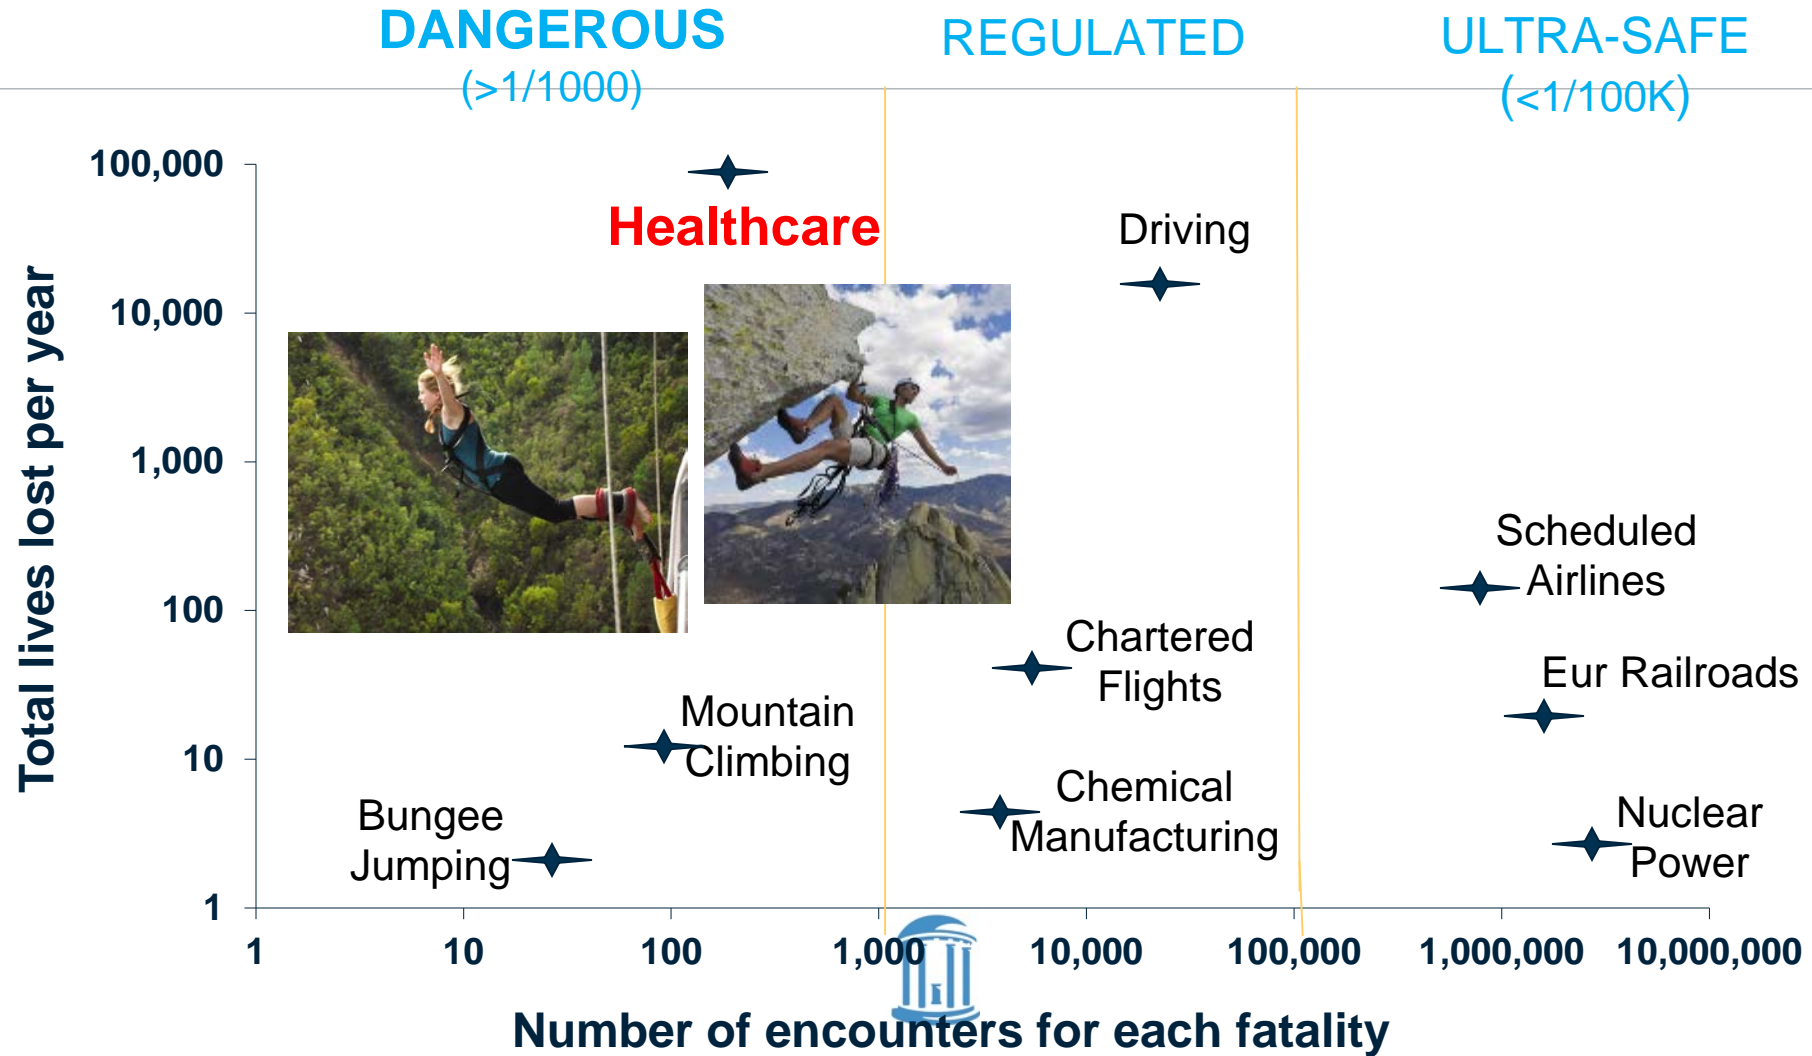 DANGEROUS
(>1/1000)
REGULATED
ULTRA-SAFE
(<1/100K)
Total lives lost per year
100,000
10,000
1,000
100
10
1
Healthcare
Driving
Scheduled
Airlines
Chartered
Flights
Eur Railroads
Mountain
Climbing
Chemical
Manufacturing
Nuclear
Power
Bungee
Jumping
1
10
100
1,000
10,000
100,000
1,000,000
10,000,000
Number of encounters for each fatality